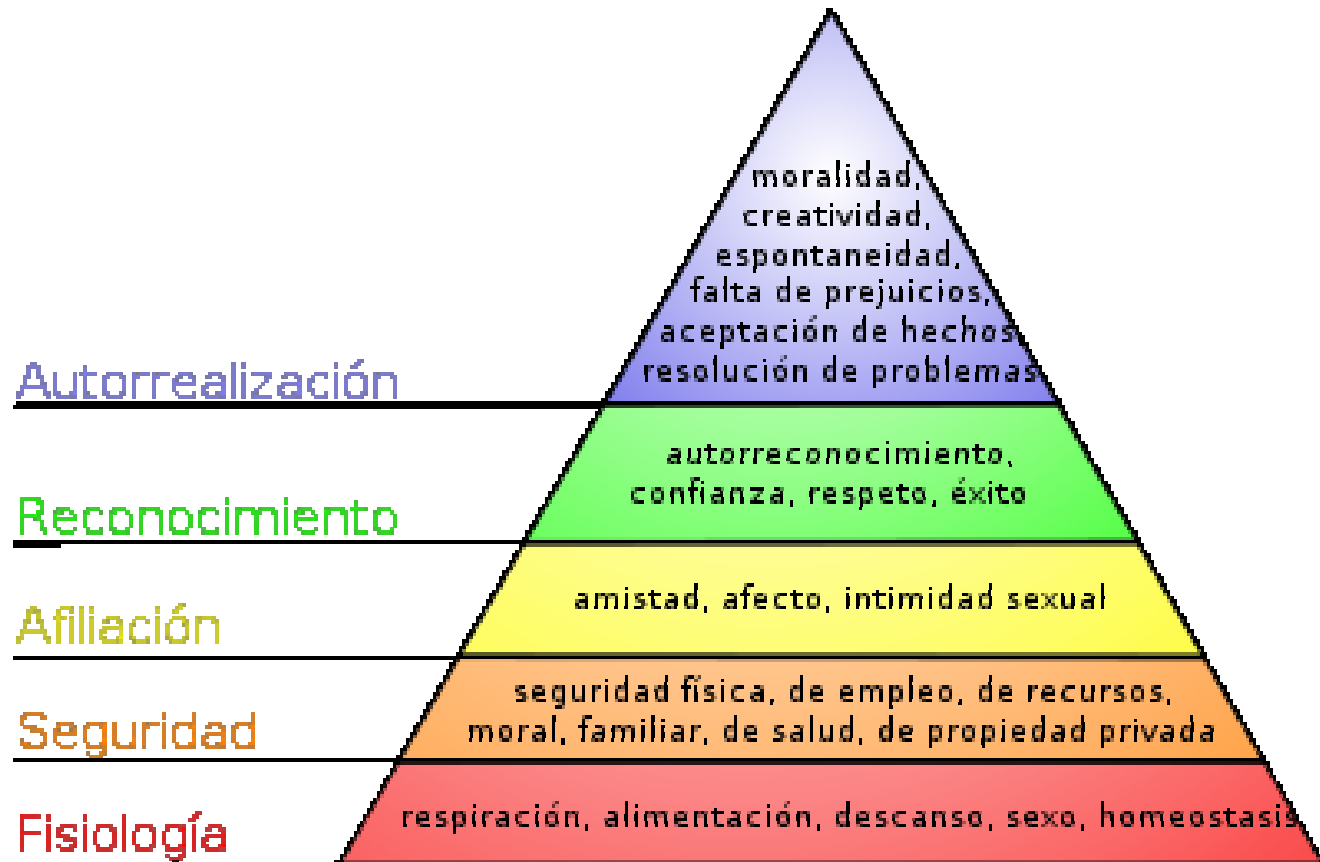 moralidad,
creatividad,
espontaneidad,
falta de prejuicios,
aceptación de hechos,
resolución de problemas
Autorrealización
autorreconocimiento,
confianza, respeto, éxito
Reconocimiento
amistad, afecto, intimidad sexual
Afiliación
seguridad física, de empleo, de recursos,
moral, familiar, de salud, de propiedad privada
Seguridad
respiración, alimentación, descanso, sexo, homeostasis
Fisiología